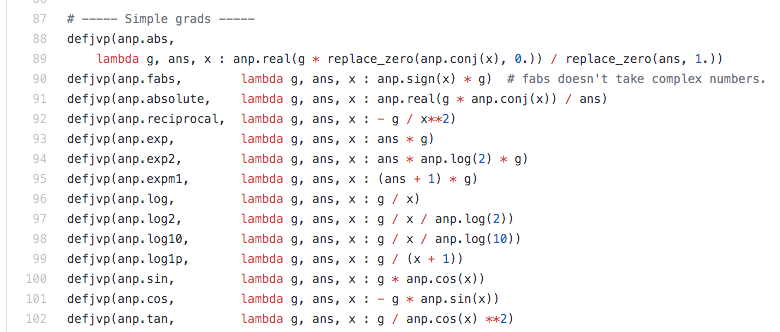 87 # ----- Simple grads -----
88 defjvp(anp.abs,
89 lambda g, ans, x : anp.real(g * replace_zero(anp.conj(x), 0.)) / replace_zero(ans, 1.))
90 defjvp(anp.fabs, lambda g, ans, x : anp.sign(x) * g) # fabs doesn't take complex numbers.
91 defjvp(anp.absolute, lambda g, ans, x : anp.real(g * anp.conj(x)) / ans)
92 defjvp(anp.reciprocal, lambda g, ans, x : - g / x**2)
93 defjvp(anp.exp, lambda g, ans, x : ans * g)
94 defjvp(anp.exp2, lambda g, ans, x : ans * anp.log(2) * g)
95 defjvp(anp.expm1, lambda g, ans, x : (ans + 1) * g)
96 defjvp(anp.log, lambda g, ans, x : g / x)
97 defjvp(anp.log2, lambda g, ans, x : g / x / anp.log(2))
98 defjvp(anp.log10, lambda g, ans, x : g / x / anp.log(10))
99 defjvp(anp.log1p, lambda g, ans, x : g / (x + 1))
100 defjvp(anp.sin, lambda g, ans, x : g * anp.cos(x))
101 defjvp(anp.cos, lambda g, ans, x : - g * anp.sin(x))
102 defjvp(anp.tan, lambda g, ans, x : g / anp.cos(x) **2)